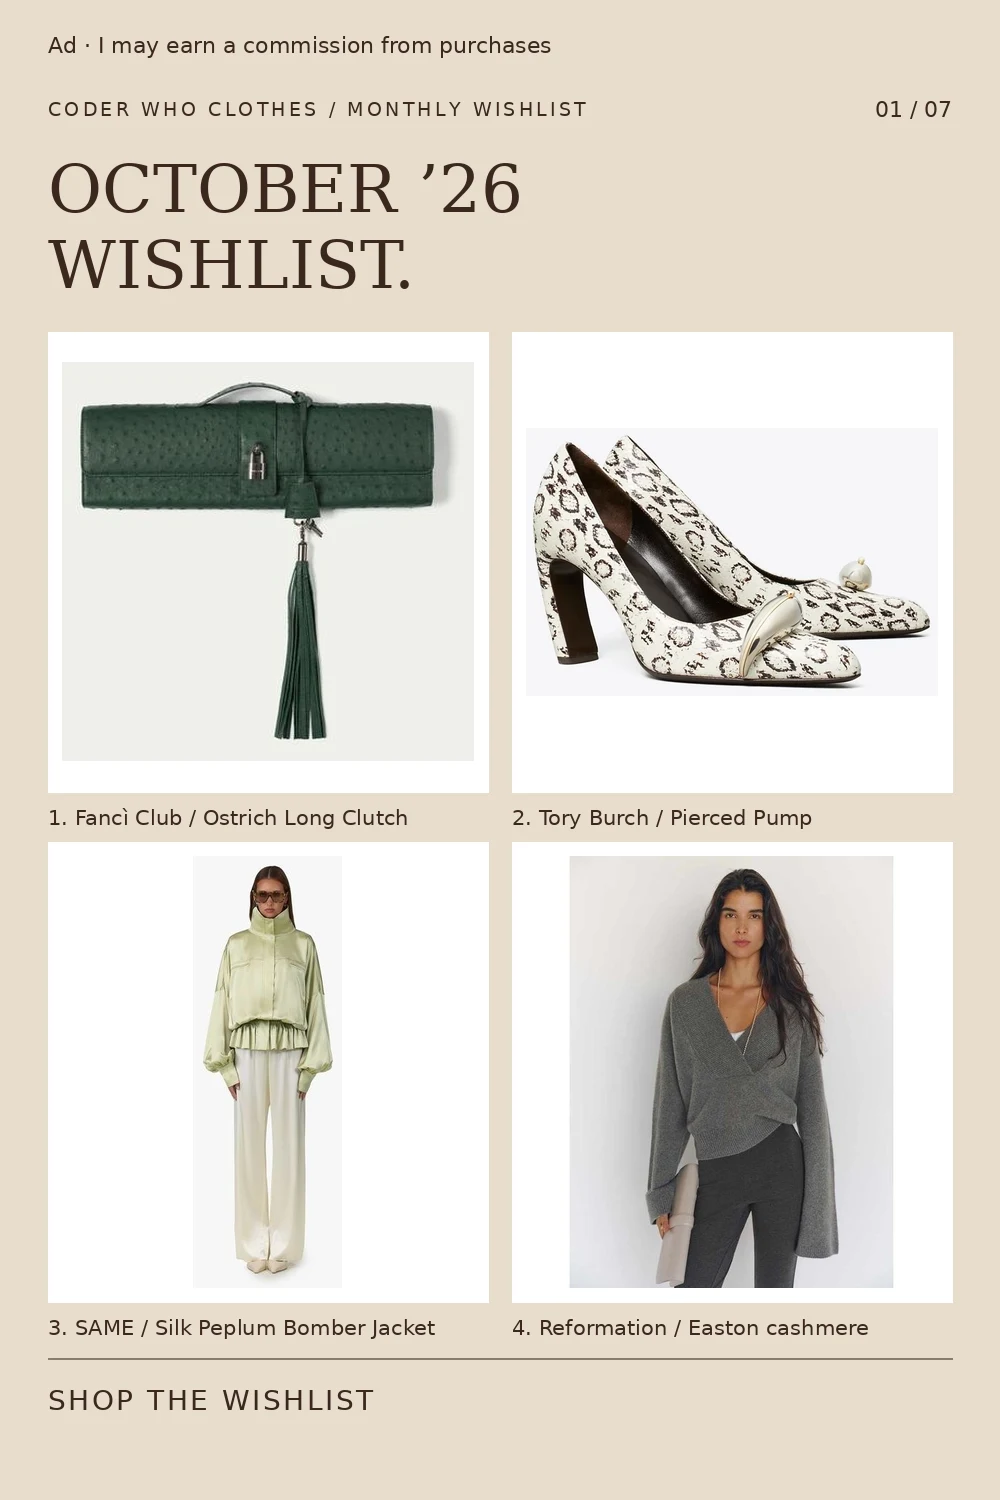 Ad · I may earn a commission from purchases
CODER WHO CLOTHES / MONTHLY WISHLIST
01 / 07
OCTOBER ’26
WISHLIST.
1. Fancì Club / Ostrich Long Clutch
2. Tory Burch / Pierced Pump
3. SAME / Silk Peplum Bomber Jacket
4. Reformation / Easton cashmere
SHOP THE WISHLIST